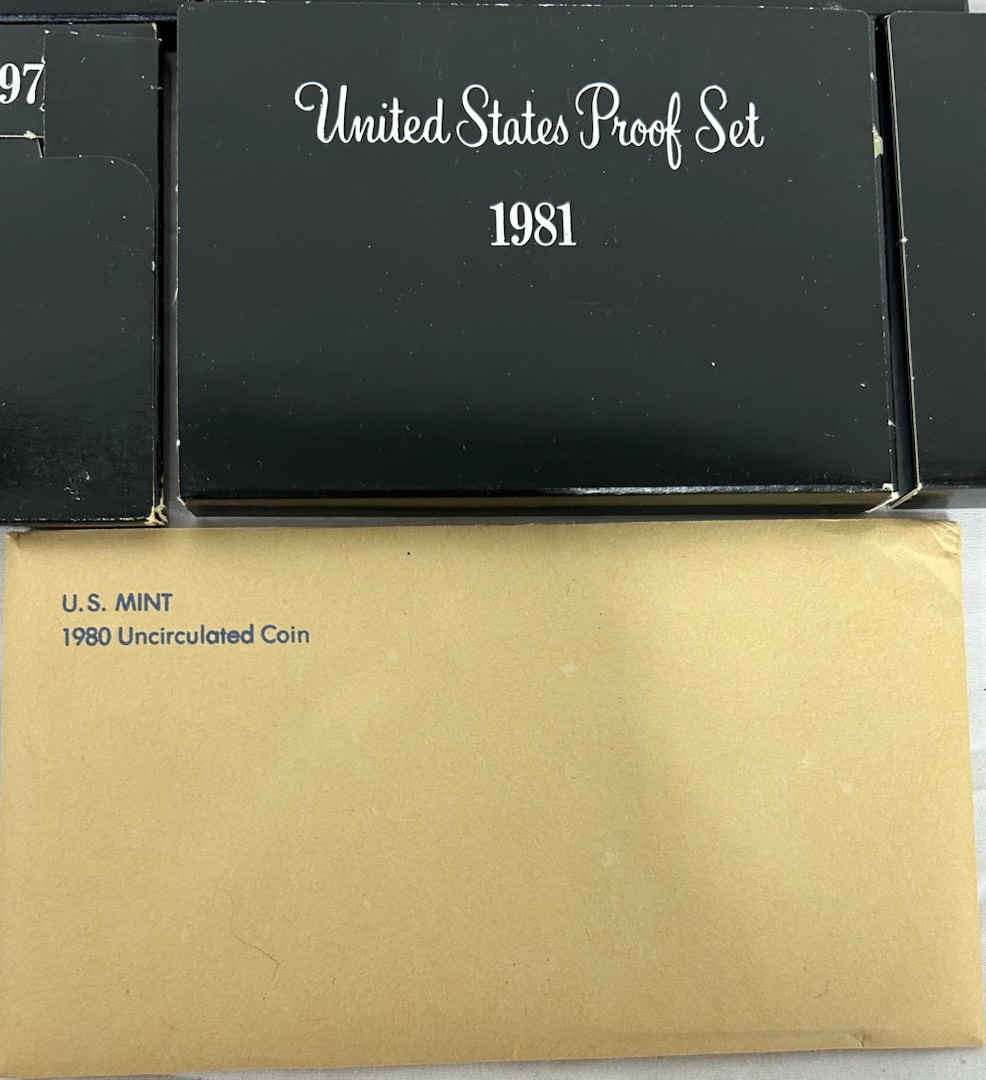 97
United States Proof Set
1981
U.S. MINT
1980 Uncirculated Coin